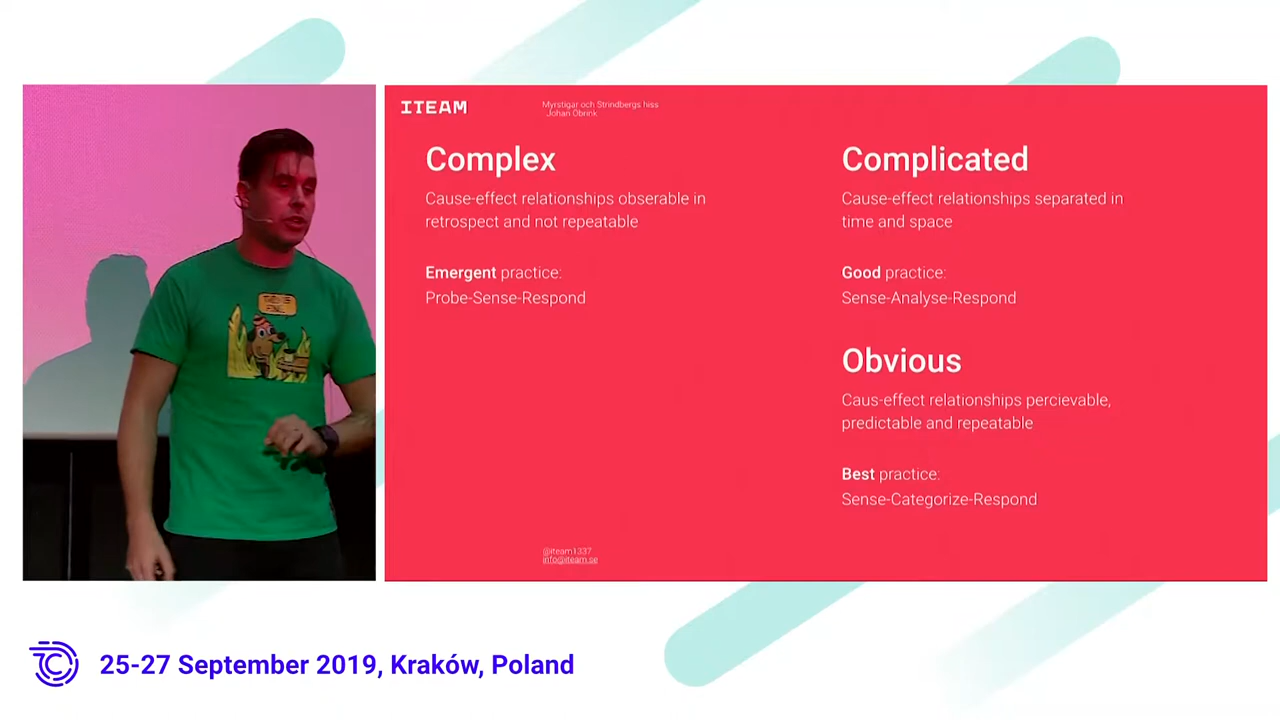 ITEAM
Myrstigar och Strindbergs hiss
Johan Öbrink
Complex
Cause-effect relationships obserable in
retrospect and not repeatable
Emergent practice:
Probe-Sense-Respond
Complicated
Cause-effect relationships separated in
time and space
Good practice:
Sense-Analyse-Respond
Obvious
Caus-effect relationships percievable,
predictable and repeatable
Best practice:
Sense-Categorize-Respond
@iteam1337
info@iteam.se
25-27 September 2019, Kraków, Poland